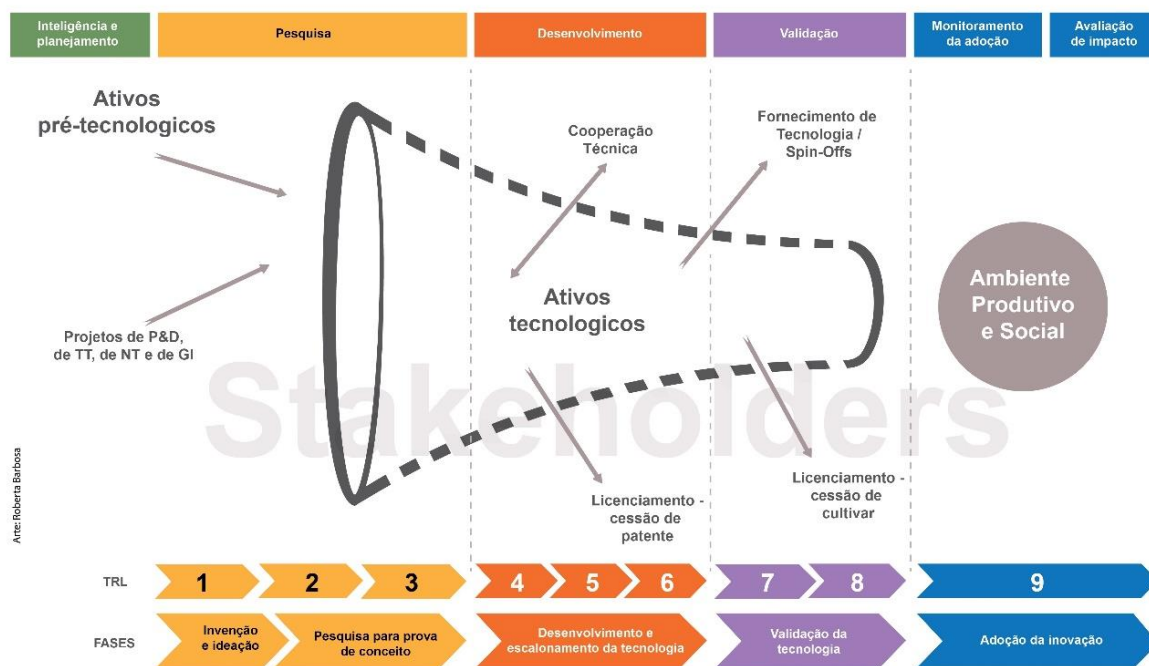 Inteligência e
planejamento
Pesquisa
Desenvolvimento
Validação
Monitoramento
da adoção
Avaliação
de impacto
Ativos
pré-tecnologicos
Cooperação
Técnica
Fornecimento de
Tecnologia /
Spin-Offs
Projetos de P&D,
de TT, de NT e de GI
Ativos
tecnologicos
Ambiente
Produtivo
e Social
Stakeholders
Licenciamento -
cessão de
patente
Licenciamento -
cessão de
cultivar
Arte: Roberta Barbosa
TRL
1
2
3
4
5
6
7
8
9
FASES
Invenção
e ideação
Pesquisa para prova
de conceito
Desenvolvimento e
escalonamento da tecnologia
Validação da
tecnologia
Adoção da inovação